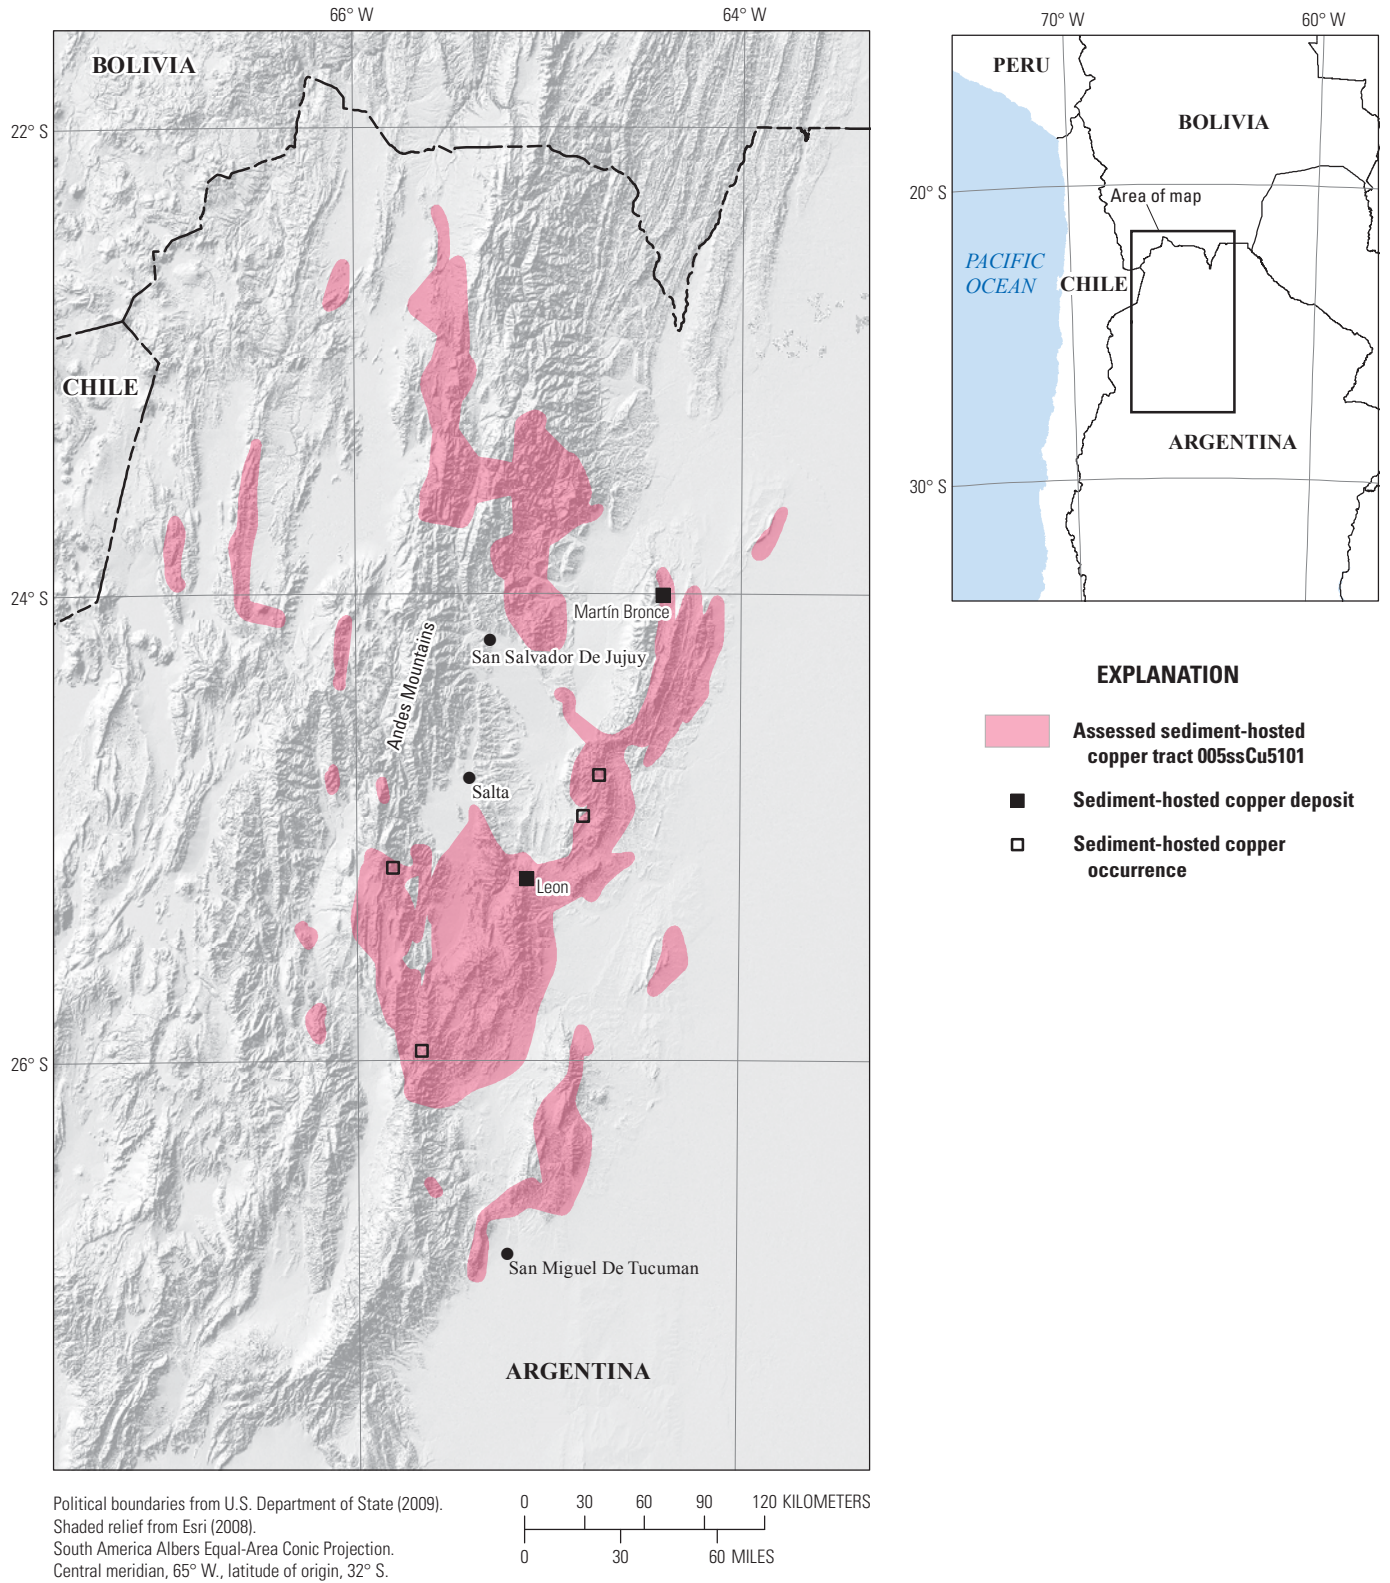 66° W
64° W
BOLIVIA
22° S
CHILE
24° S
Martín Bronce
San Salvador De Jujuy
Andes Mountains
Salta
Leon
26° S
San Miguel De Tucuman
ARGENTINA
70° W
60° W
PERU
BOLIVIA
20° S
Area of map
PACIFIC
OCEAN
CHILE
ARGENTINA
30° S
EXPLANATION
Assessed sediment-hosted
copper tract 005ssCu5101
Sediment-hosted copper deposit
Sediment-hosted copper
occurrence
Political boundaries from U.S. Department of State (2009).
Shaded relief from Esri (2008).
South America Albers Equal-Area Conic Projection.
Central meridian, 65° W., latitude of origin, 32° S.
0 30 60 90 120 KILOMETERS
0 30 60 MILES